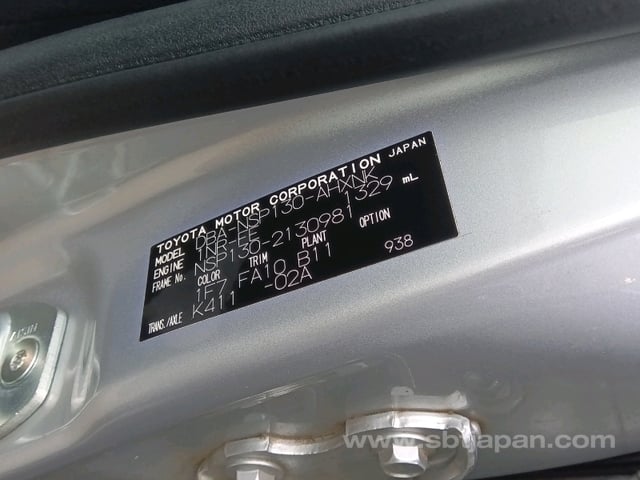 TOYOTA MOTOR CORPORATION JAPAN
MODEL DBA-NSP130-AHXNK
ENGINE 1NR-FE 1329 mL
FRAME No. NSP130-2130981
COLOR TRIM PLANT OPTION
1F7 FA10 B11 938
TRANS./AXLE K411 -02A
www.sbtjapan.com